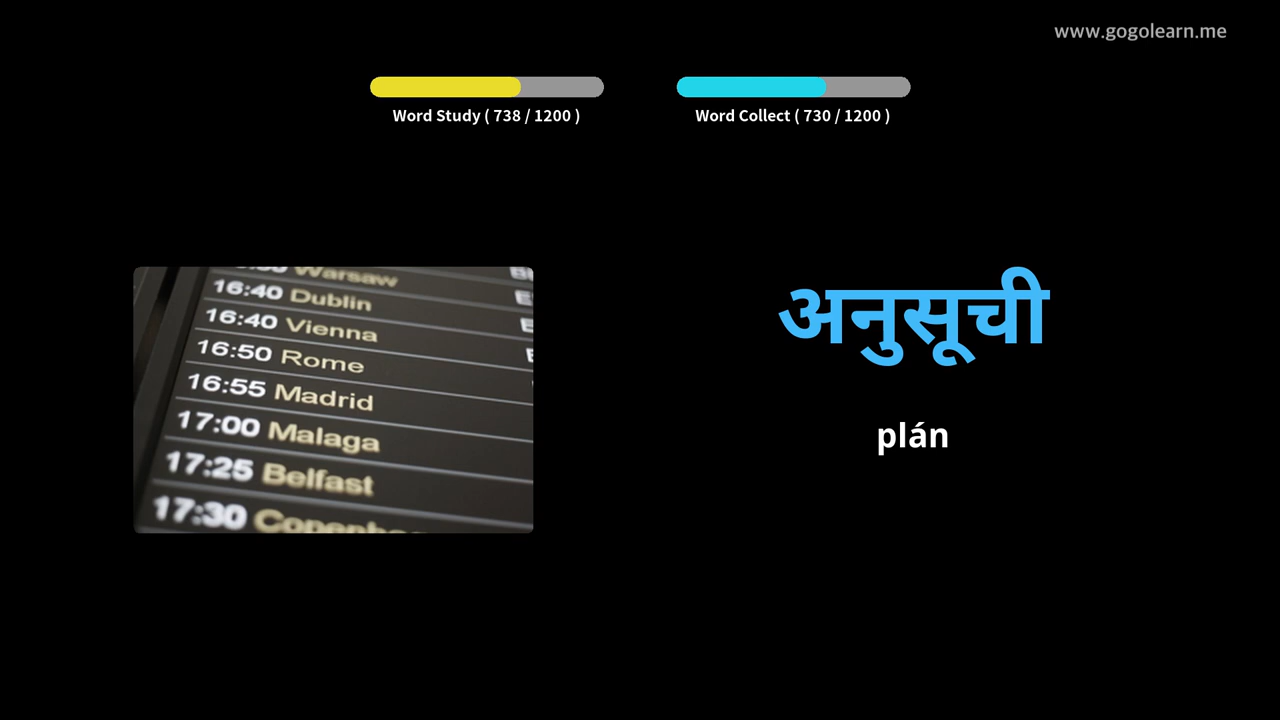 www.gogolearn.me
Word Study ( 738 / 1200 )
Word Collect ( 730 / 1200 )
Warsaw
16:40 Dublin
16:40 Vienna
16:50 Rome
16:55 Madrid
17:00 Malaga
17:25 Belfast
17:30
अनुसूची
plán